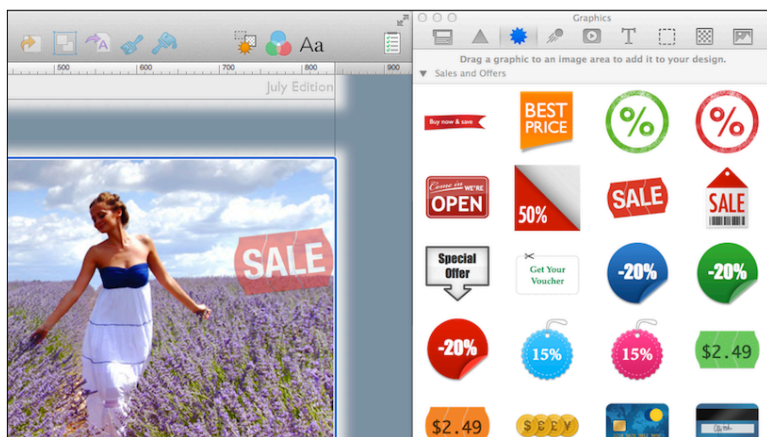 Graphics
A
Aa
T
Drag a graphic to an image area to add it to your design.
Sales and Offers
500
600
700
800
900
July Edition
SALE
Buy now & save
BEST
PRICE
%
%
Come in WE'RE
OPEN
50%
SALE
SALE
Special
Offer
Get Your
Voucher
-20%
-20%
-20%
15%
15%
$2.49
$2.49
$ £ € ¥